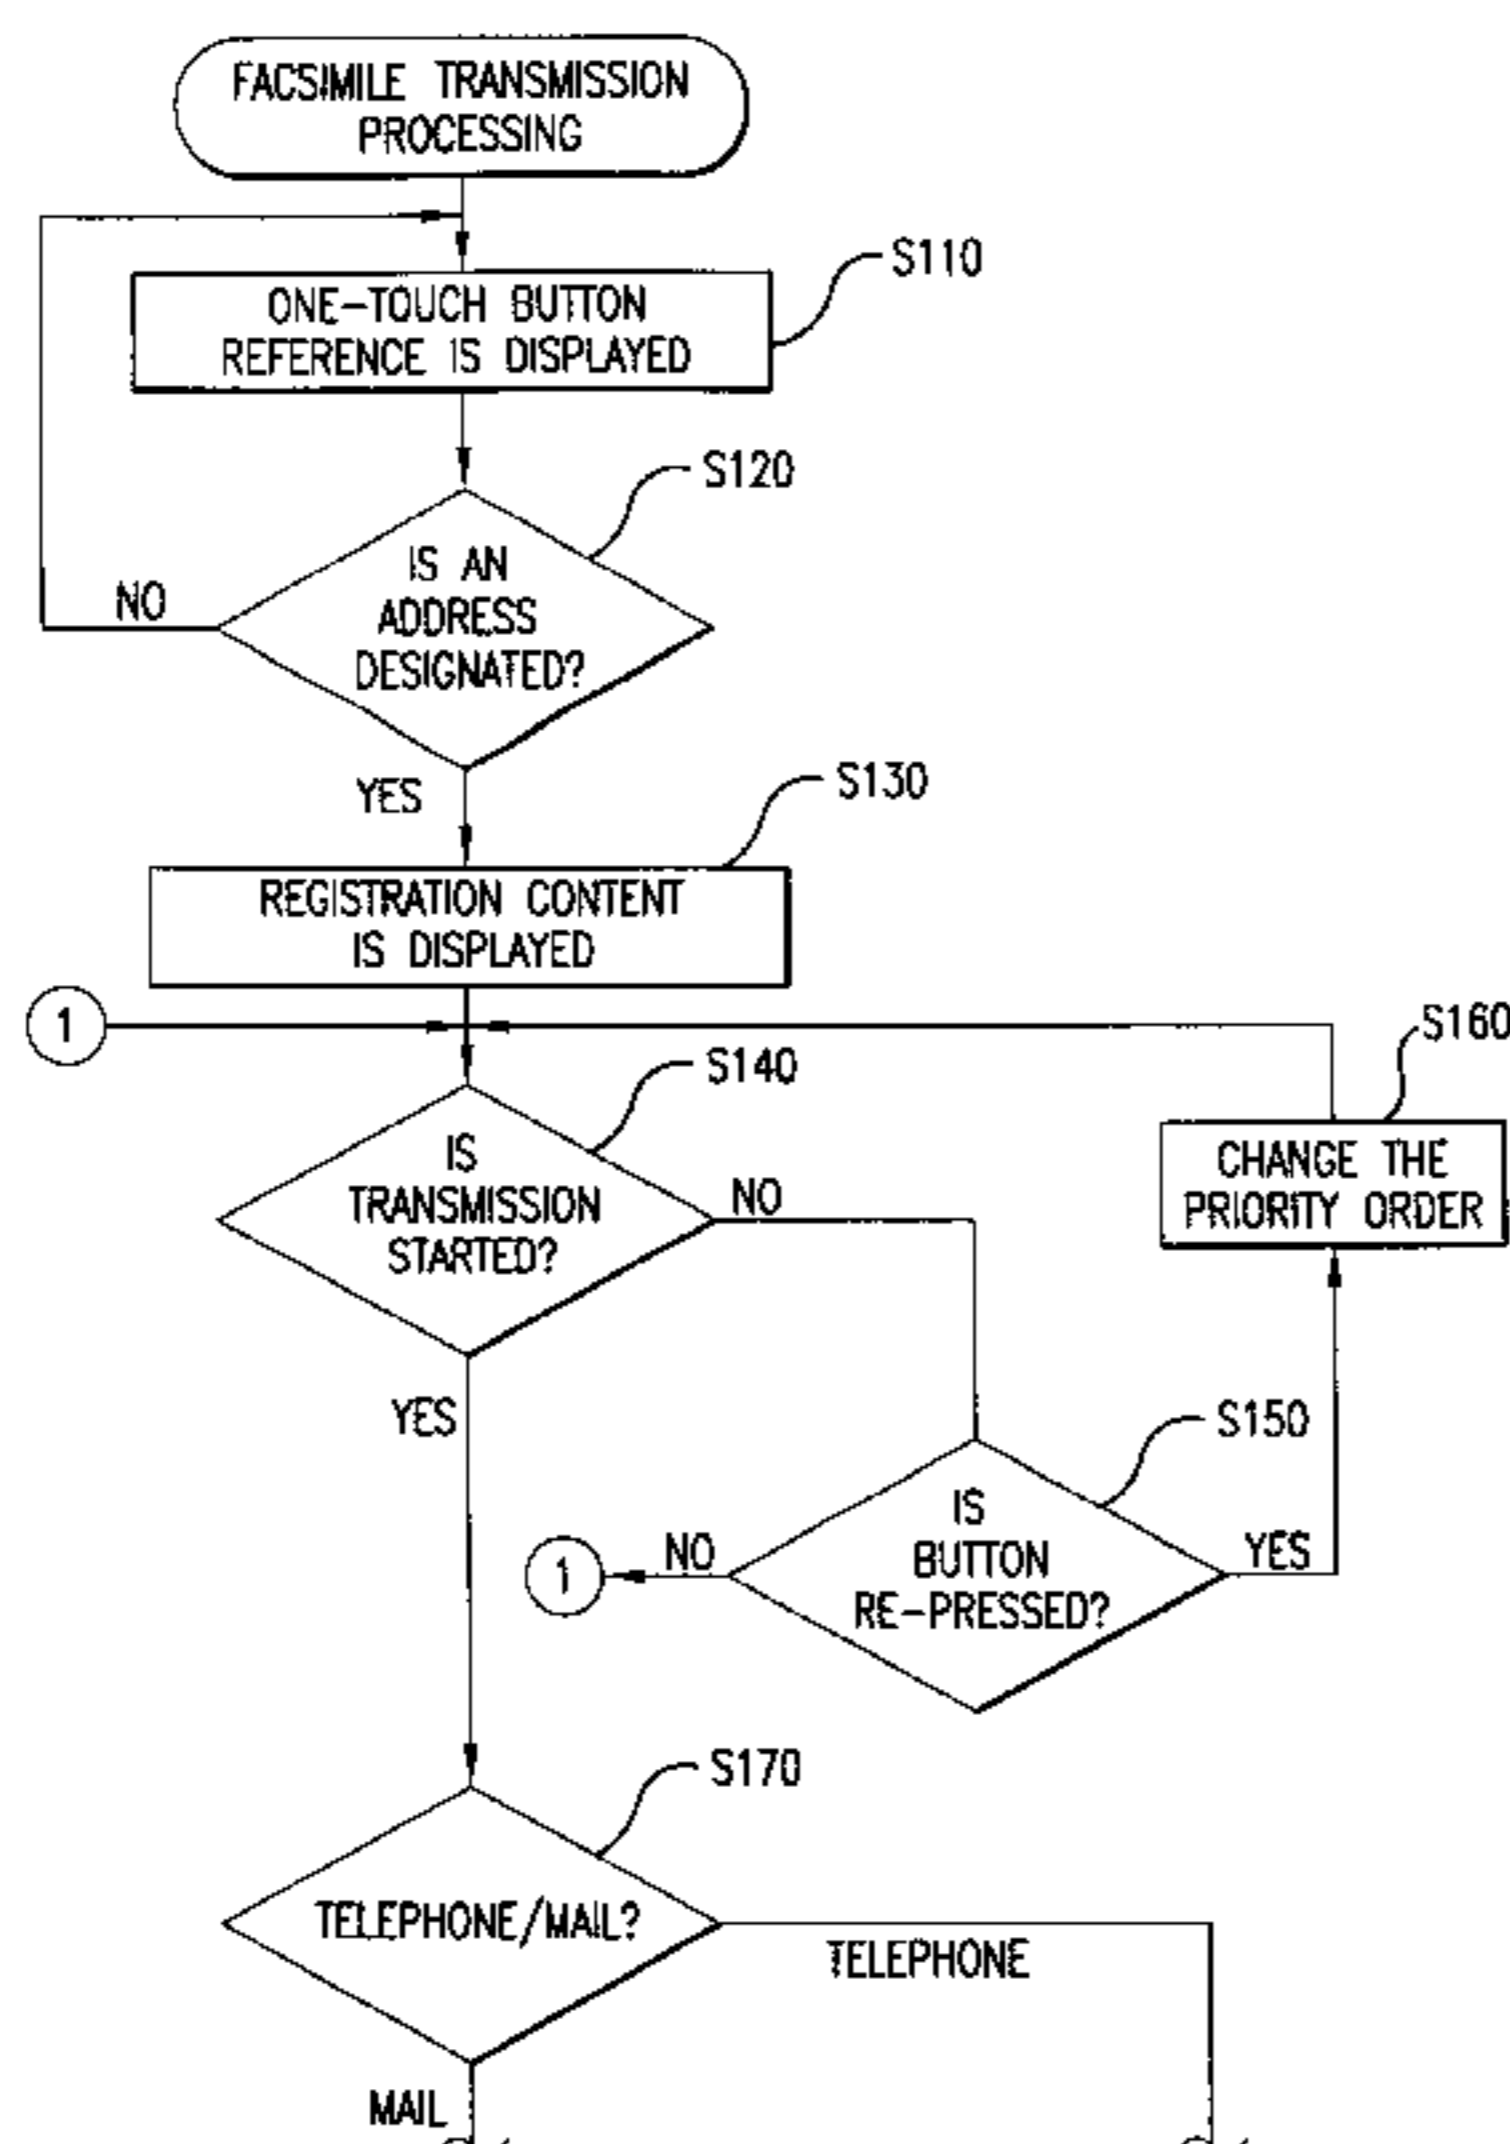 FACSIMILE TRANSMISSION
PROCESSING
S110
ONE-TOUCH BUTTON
REFERENCE IS DISPLAYED
S120
IS AN
ADDRESS
DESIGNATED?
NO
YES
S130
REGISTRATION CONTENT
IS DISPLAYED
1
S160
S140
CHANGE THE
PRIORITY ORDER
IS
TRANSMISSION
STARTED?
NO
YES
S150
IS
BUTTON
RE-PRESSED?
NO
1
YES
S170
TELEPHONE/MAIL?
TELEPHONE
MAIL